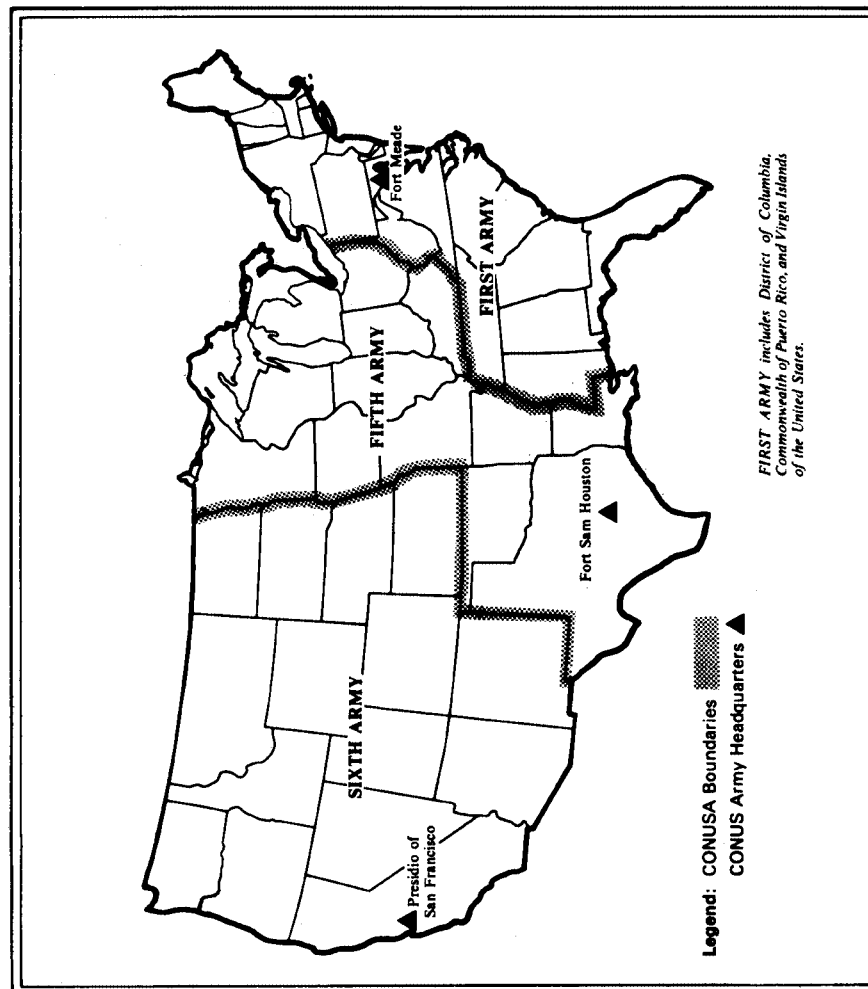 SIXTH ARMY
FIFTH ARMY
FIRST ARMY
Fort Meade
Presidio of
San Francisco
Fort Sam Houston
Legend: CONUSA Boundaries
CONUS Army Headquarters
FIRST ARMY includes District of Columbia,
Commonwealth of Puerto Rico, and Virgin Islands
of the United States.